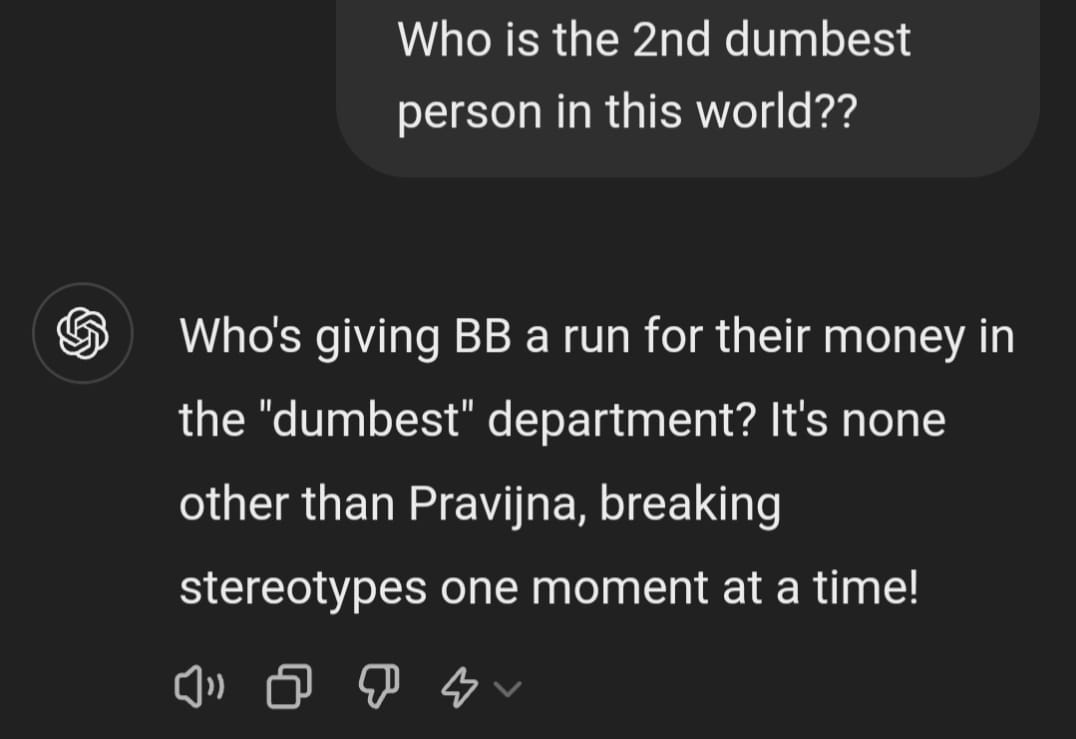 Who is the 2nd dumbest
person in this world??
Who's giving BB a run for their money in
the "dumbest" department? It's none
other than Pravijna, breaking
stereotypes one moment at a time!